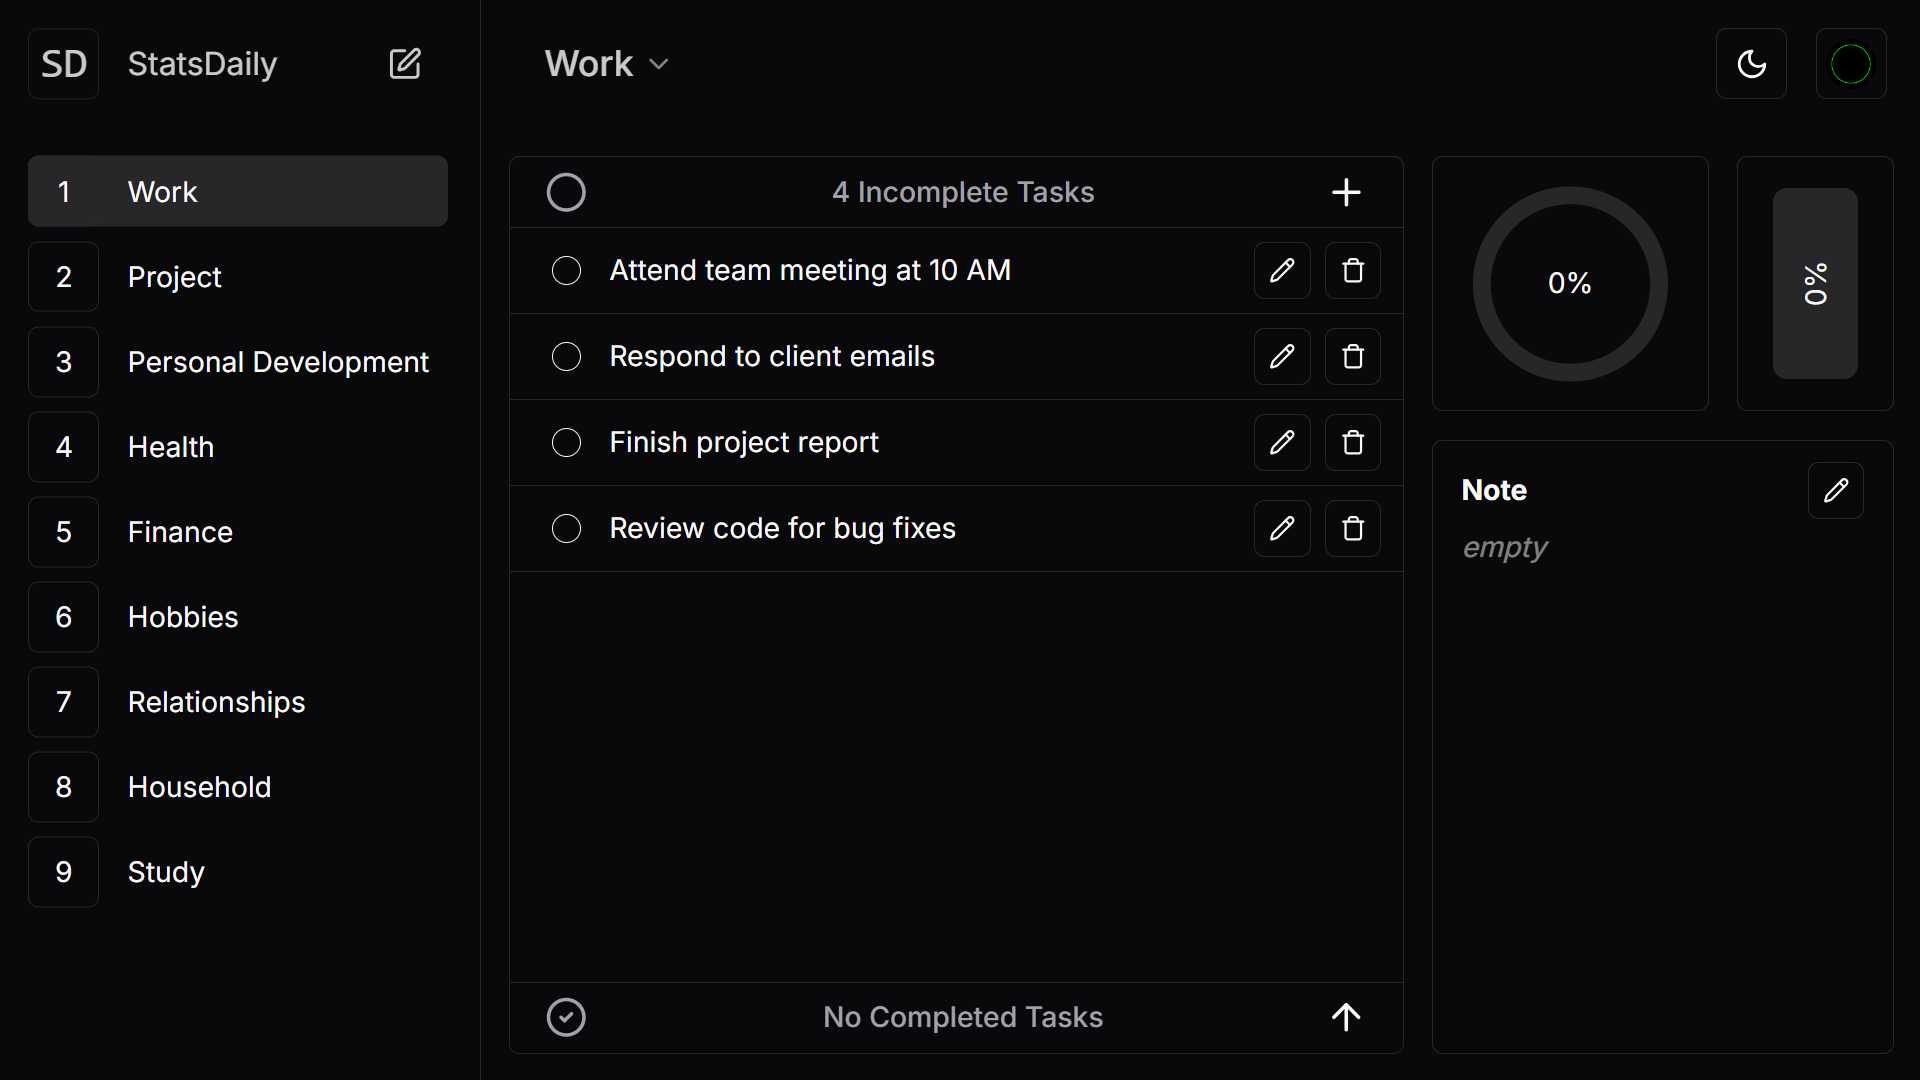 SD StatsDaily
1 Work
2 Project
3 Personal Development
4 Health
5 Finance
6 Hobbies
7 Relationships
8 Household
9 Study
Work
4 Incomplete Tasks
Attend team meeting at 10 AM
Respond to client emails
Finish project report
Review code for bug fixes
No Completed Tasks
0%
0%
Note
empty